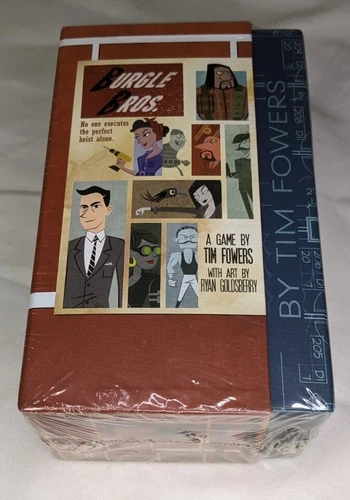 BURGLE
BROS.
No one executes
the perfect
heist alone.
A GAME BY
TIM FOWERS
WITH ART BY
RYAN GOLDSBERRY
BY TIM FOWERS
205